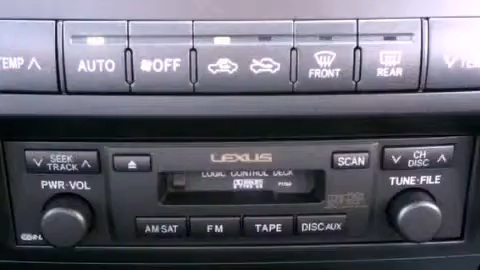 TEMP ∧
AUTO
OFF
FRONT
REAR
∨ TE
∨ SEEK TRACK ∧
LEXUS
SCAN
∨ CH DISC ∧
PWR·VOL
LOGIC CONTROL DECK
TUNE·FILE
AM SAT
FM
TAPE
DISC·AUX